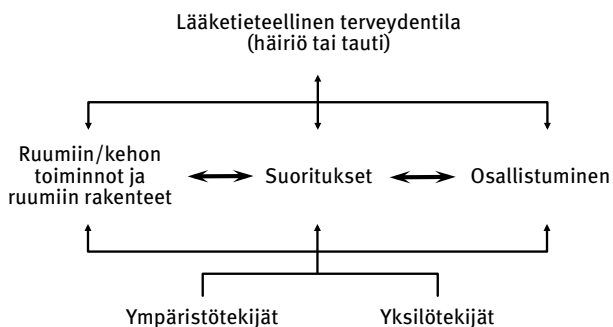 Lääketieteellinen terveydentila
(häiriö tai tauti)
Ruumiin/kehon
toiminnot ja
ruumiin rakenteet
Suoritukset
Osallistuminen
Ympäristötekijät
Yksilötekijät